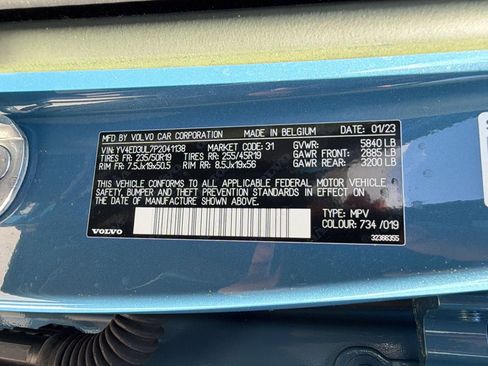 MFD BY VOLVO CAR CORPORATION MADE IN BELGIUM DATE: 01/23
VIN: YV4ED3UL7P2041138 MARKET CODE: 31 GVWR: 5840 LB
TIRES FR: 235/50R19 TIRES RR: 255/45R19 GAWR FRONT: 2885 LB
RIM FR: 7.5Jx19x50.5 RIM RR: 8.5Jx19x56 GAWR REAR: 3200 LB
THIS VEHICLE CONFORMS TO ALL APPLICABLE FEDERAL MOTOR VEHICLE
SAFETY, BUMPER AND THEFT PREVENTION STANDARDS IN EFFECT ON
THE DATE OF MANUFACTURE SHOWN ABOVE.
TYPE: MPV
COLOUR: 734 /019
VOLVO 32366355